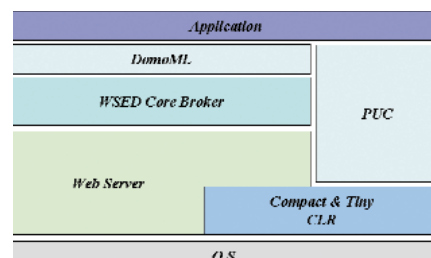 Application
DomoML
WSED Core Broker
PUC
Web Server
Compact & Tiny
CLR
O.S